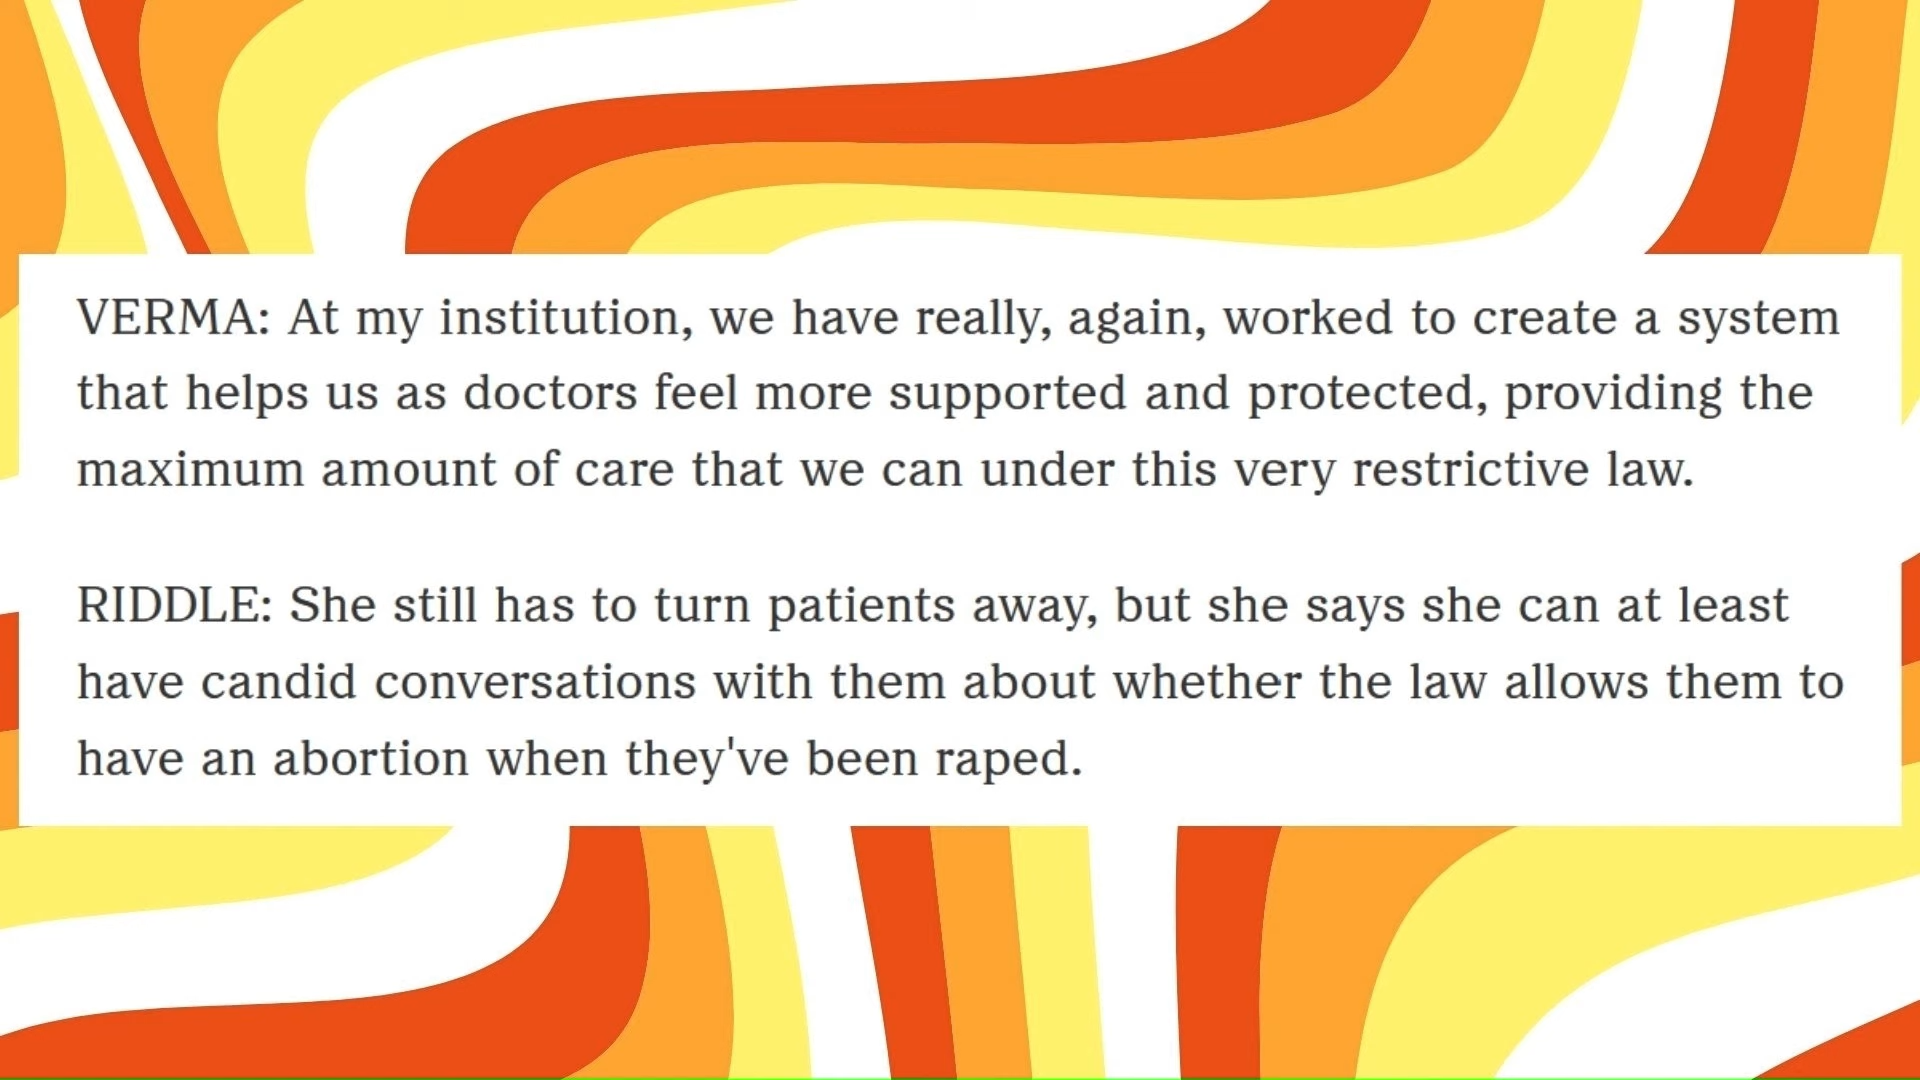 VERMA: At my institution, we have really, again, worked to create a system
that helps us as doctors feel more supported and protected, providing the
maximum amount of care that we can under this very restrictive law.
RIDDLE: She still has to turn patients away, but she says she can at least
have candid conversations with them about whether the law allows them to
have an abortion when they've been raped.